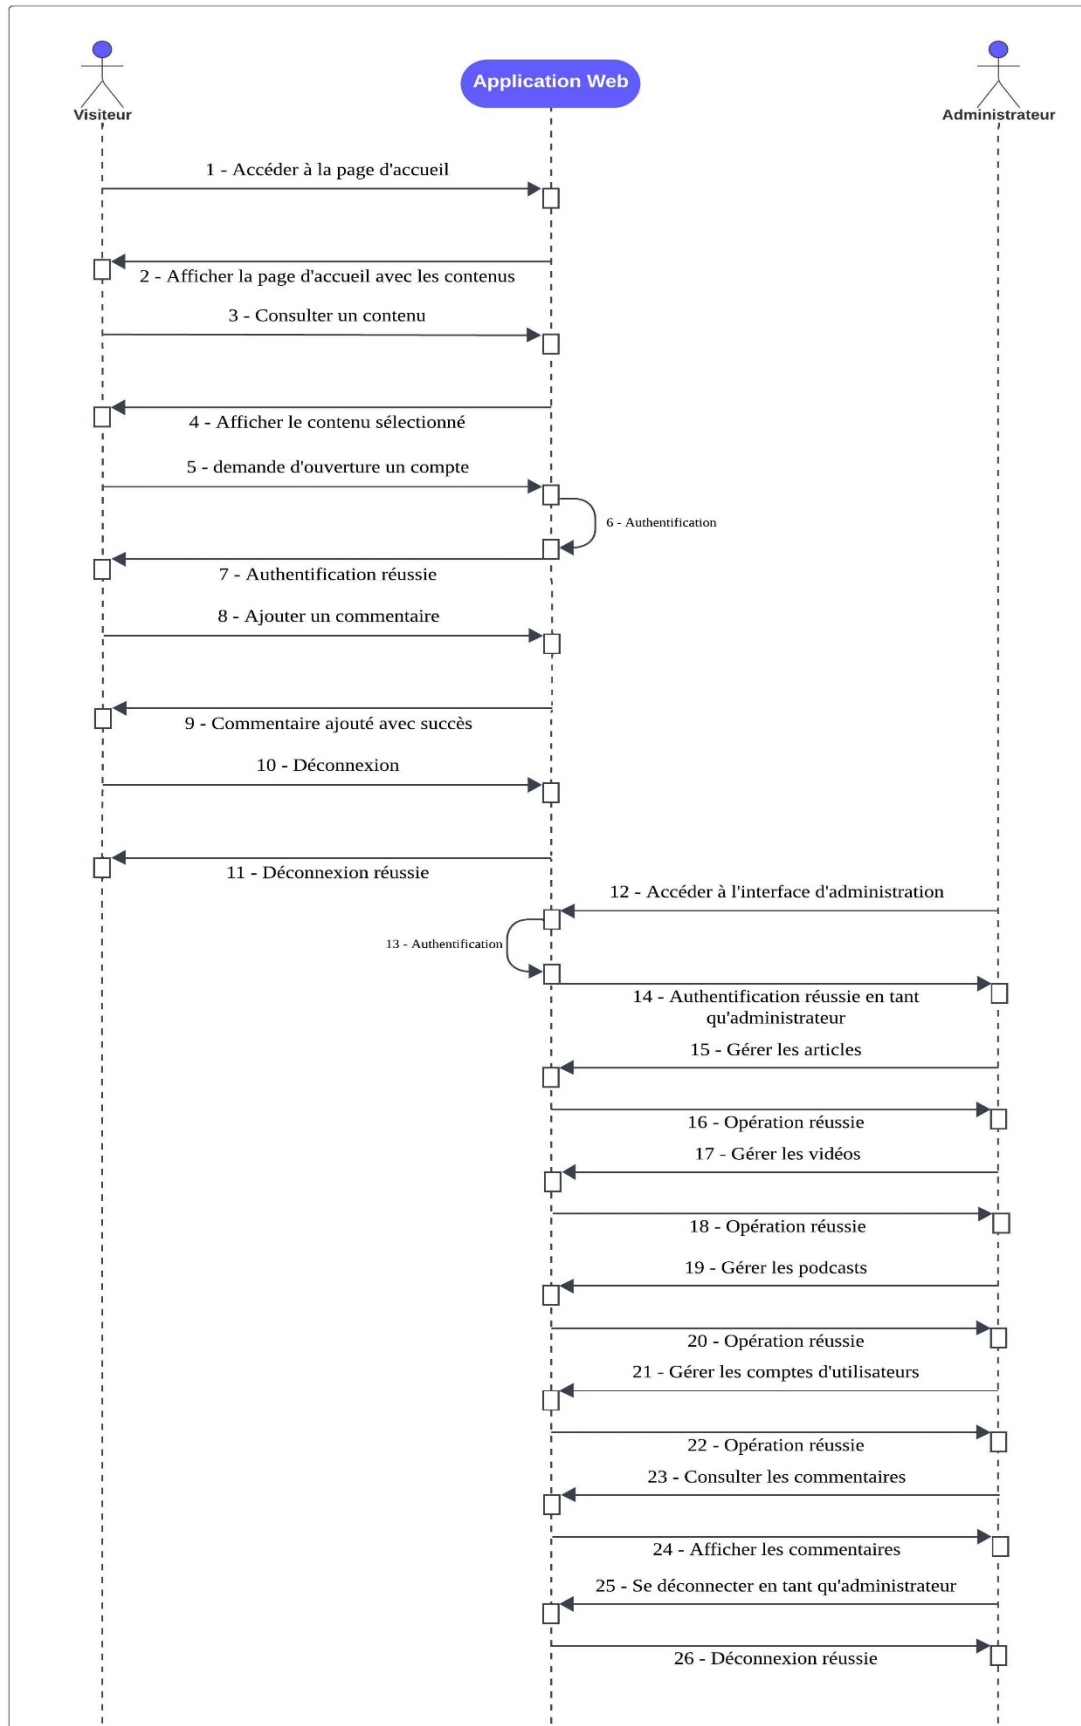 Visiteur
Application Web
Administrateur
1 - Accéder à la page d'accueil
2 - Afficher la page d'accueil avec les contenus
3 - Consulter un contenu
4 - Afficher le contenu sélectionné
5 - demande d'ouverture un compte
6 - Authentification
7 - Authentification réussie
8 - Ajouter un commentaire
9 - Commentaire ajouté avec succès
10 - Déconnexion
11 - Déconnexion réussie
12 - Accéder à l'interface d'administration
13 - Authentification
14 - Authentification réussie en tant
qu'administrateur
15 - Gérer les articles
16 - Opération réussie
17 - Gérer les vidéos
18 - Opération réussie
19 - Gérer les podcasts
20 - Opération réussie
21 - Gérer les comptes d'utilisateurs
22 - Opération réussie
23 - Consulter les commentaires
24 - Afficher les commentaires
25 - Se déconnecter en tant qu'administrateur
26 - Déconnexion réussie